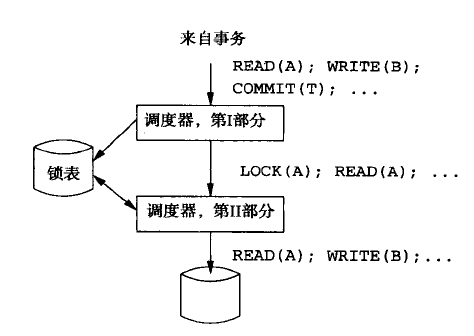 来自事务
READ(A); WRITE(B);
COMMIT(T); ...
调度器，第I部分
锁表
LOCK(A); READ(A); ...
调度器，第II部分
READ(A); WRITE(B);...